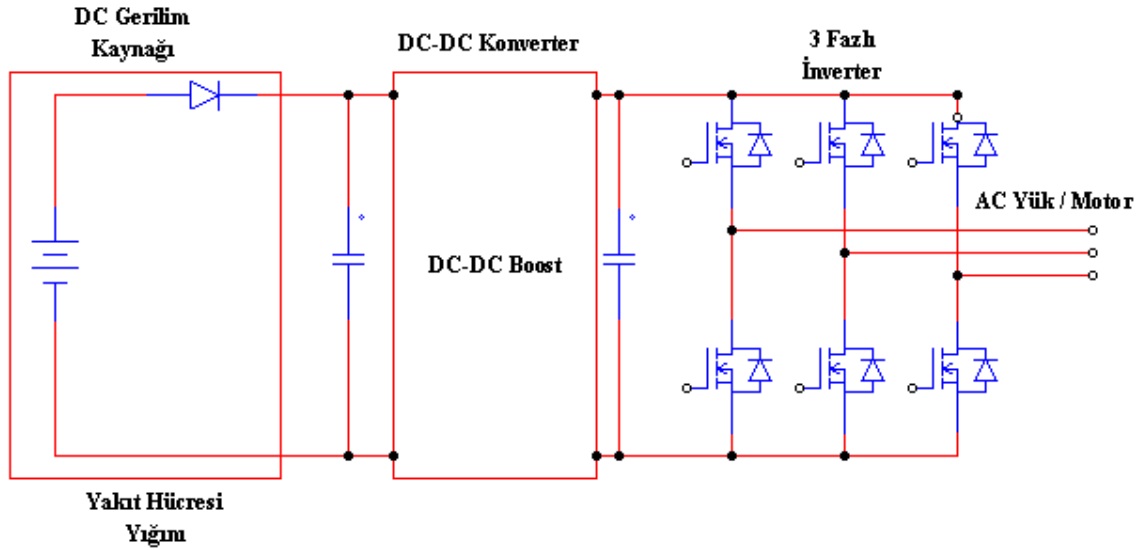 DC Gerilim
Kaynağı
DC-DC Konverter
3 Fazlı
İnverter
AC Yük / Motor
DC-DC Boost
Yakıt Hücresi
Yığını